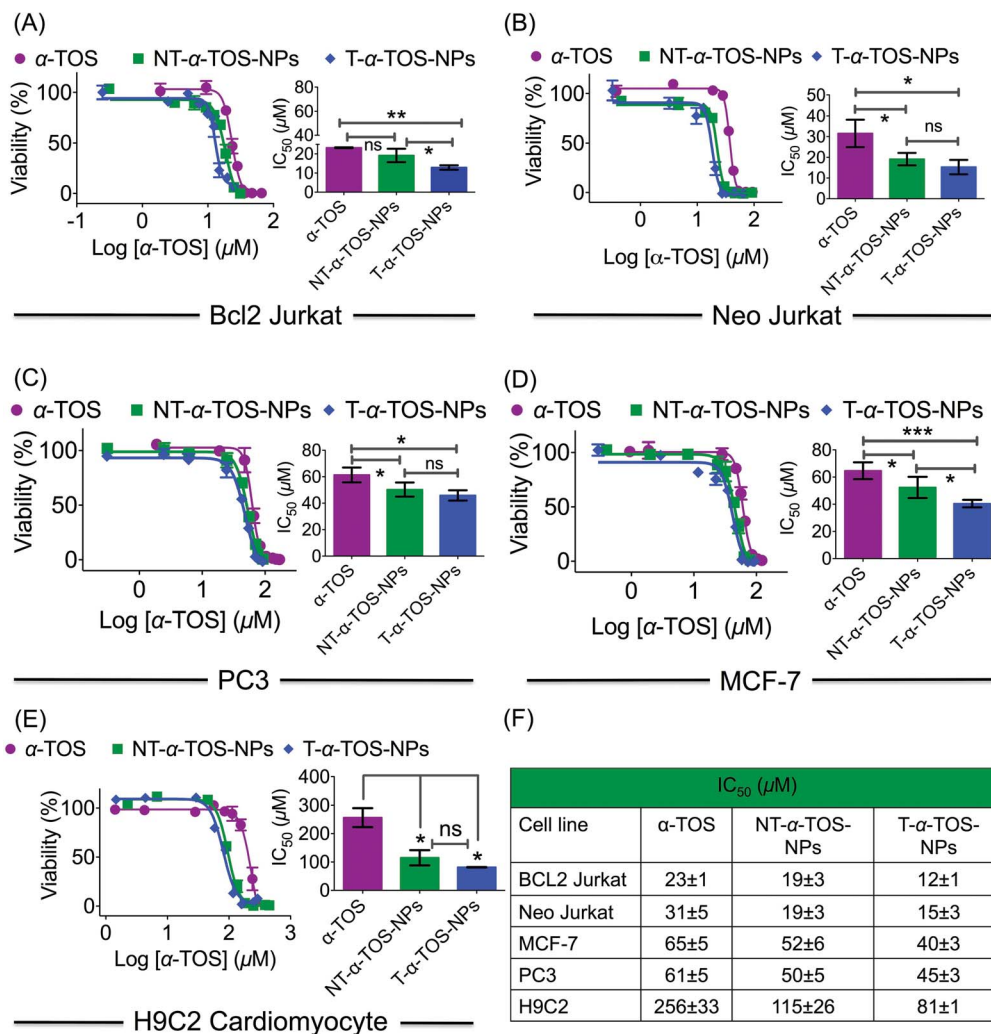 (A)
α-TOS NT-α-TOS-NPs T-α-TOS-NPs
Viability (%)
100
50
0
-1 0 1 2
Log [α-TOS] (µM)
IC50 (µM)
80
60
20
0
**
ns
*
α-TOS
NT-α-TOS-NPs
T-α-TOS-NPs
Bcl2 Jurkat
(B)
α-TOS NT-α-TOS-NPs T-α-TOS-NPs
Viability (%)
100
50
0
0 1 2
Log [α-TOS] (µM)
IC50 (µM)
50
40
30
20
10
0
*
*
ns
α-TOS
NT-α-TOS-NPs
T-α-TOS-NPs
Neo Jurkat
(C)
α-TOS NT-α-TOS-NPs T-α-TOS-NPs
Viability (%)
100
50
0
0 1 2
Log [α-TOS] (µM)
IC50 (µM)
80
60
40
20
0
*
*
ns
α-TOS
NT-α-TOS-NPs
T-α-TOS-NPs
PC3
(D)
α-TOS NT-α-TOS-NPs T-α-TOS-NPs
Viability (%)
100
50
0
0 1 2
Log [α-TOS] (µM)
IC50 (µM)
80
60
40
20
0
***
*
*
α-TOS
NT-α-TOS-NPs
T-α-TOS-NPs
MCF-7
(E)
α-TOS NT-α-TOS-NPs T-α-TOS-NPs
Viability (%)
100
50
0
0 1 2 3
Log [α-TOS] (µM)
IC50 (µM)
400
300
200
100
0
*
ns
*
α-TOS
NT-α-TOS-NPs
T-α-TOS-NPs
H9C2 Cardiomyocyte
(F)
IC50 (µM)
Cell line α-TOS NT-α-TOS-NPs T-α-TOS-NPs
BCL2 Jurkat 23±1 19±3 12±1
Neo Jurkat 31±5 19±3 15±3
MCF-7 65±5 52±6 40±3
PC3 61±5 50±5 45±3
H9C2 256±33 115±26 81±1